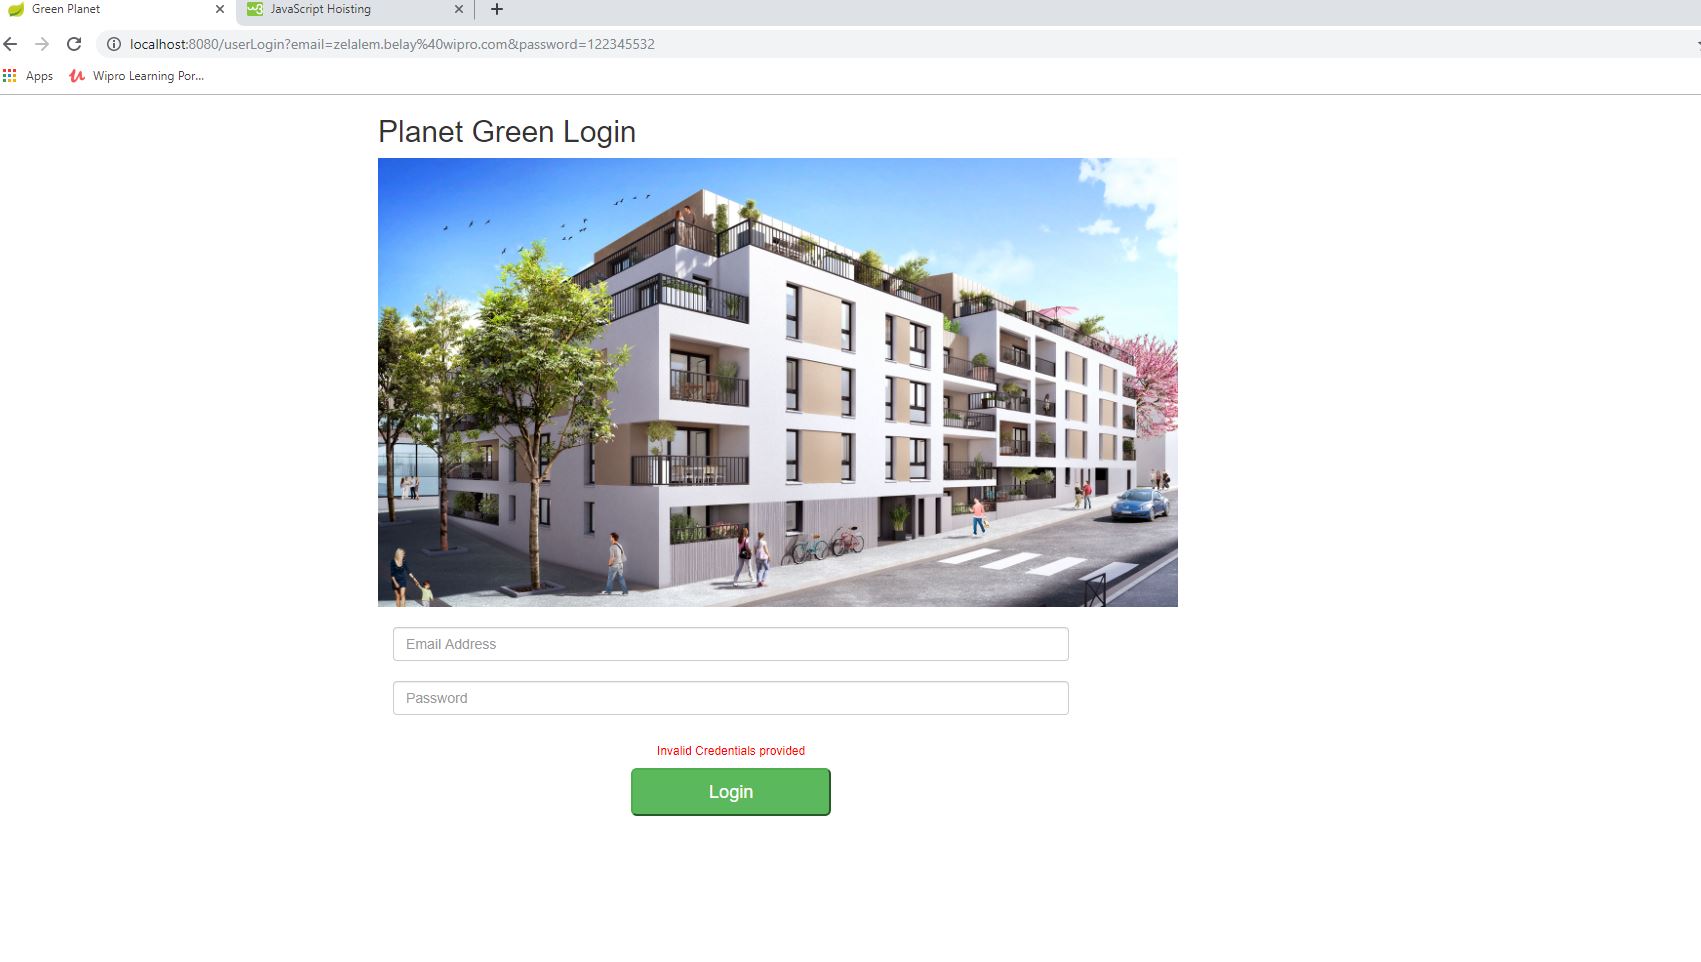 Green Planet
JavaScript Hoisting
localhost:8080/userLogin?email=zelalem.belay%40wipro.com&password=122345532
Apps
Wipro Learning Por...
Planet Green Login
Email Address
Password
Invalid Credentials provided
Login